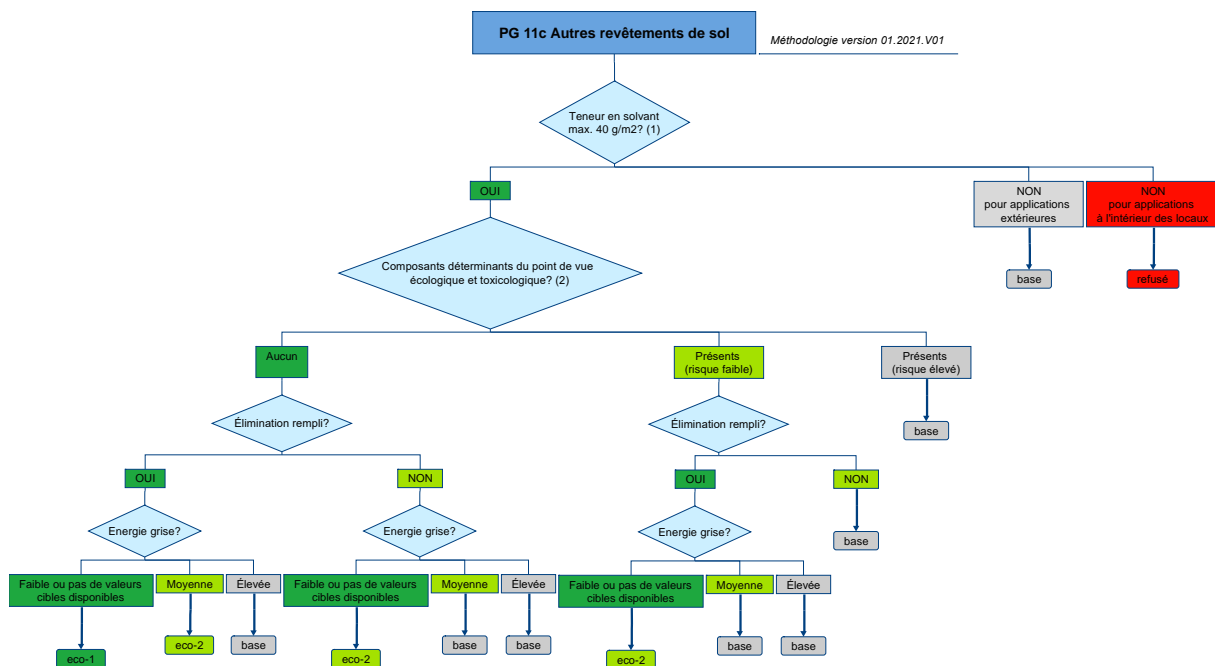 PG 11c Autres revêtements de sol
Méthodologie version 01.2021.V01
Teneur en solvant
max. 40 g/m2? (1)
OUI
NON
pour applications
extérieures
NON
pour applications
à l'intérieur des locaux
Composants déterminants du point de vue
écologique et toxicologique? (2)
base
refusé
Aucun
Présents
(risque faible)
Présents
(risque élevé)
Élimination rempli?
Élimination rempli?
base
OUI
NON
OUI
NON
Energie grise?
Energie grise?
Energie grise?
base
Faible ou pas de valeurs
cibles disponibles
Moyenne
Élevée
Faible ou pas de valeurs
cibles disponibles
Moyenne
Élevée
Faible ou pas de valeurs
cibles disponibles
Moyenne
Élevée
eco-1
eco-2
base
eco-2
base
base
eco-2
base
base